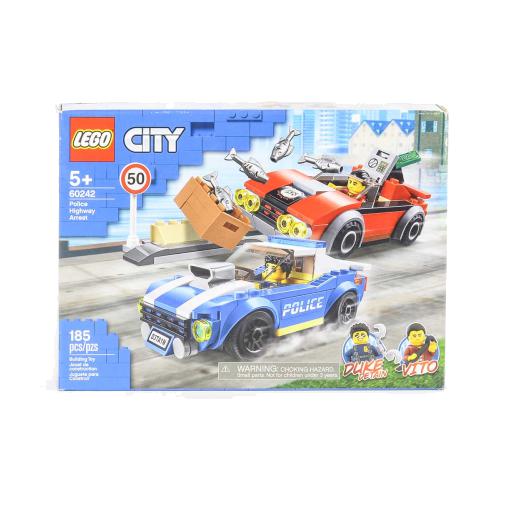 LEGO CITY
5+
60242
Police
Highway
Arrest
50
POLICE
185
pcs/pzs
Building Toy
Jouet de
construction
Juguete para
Construir
WARNING: CHOKING HAZARD.
Small parts. Not for children under 3 years.
DUKE
DETAIN
VITO